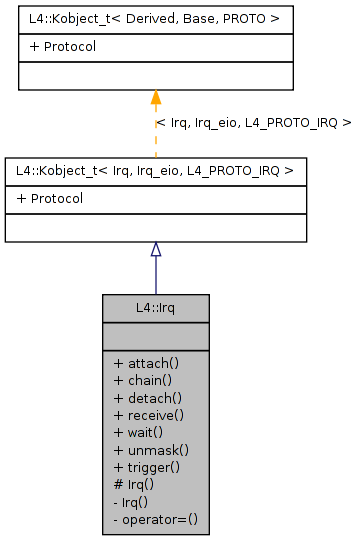 L4::Kobject_t< Derived, Base, PROTO >
+ Protocol
< Irq, Irq_eio, L4_PROTO_IRQ >
L4::Kobject_t< Irq, Irq_eio, L4_PROTO_IRQ >
+ Protocol
L4::Irq
+ attach()
+ chain()
+ detach()
+ receive()
+ wait()
+ unmask()
+ trigger()
# Irq()
- Irq()
- operator=()